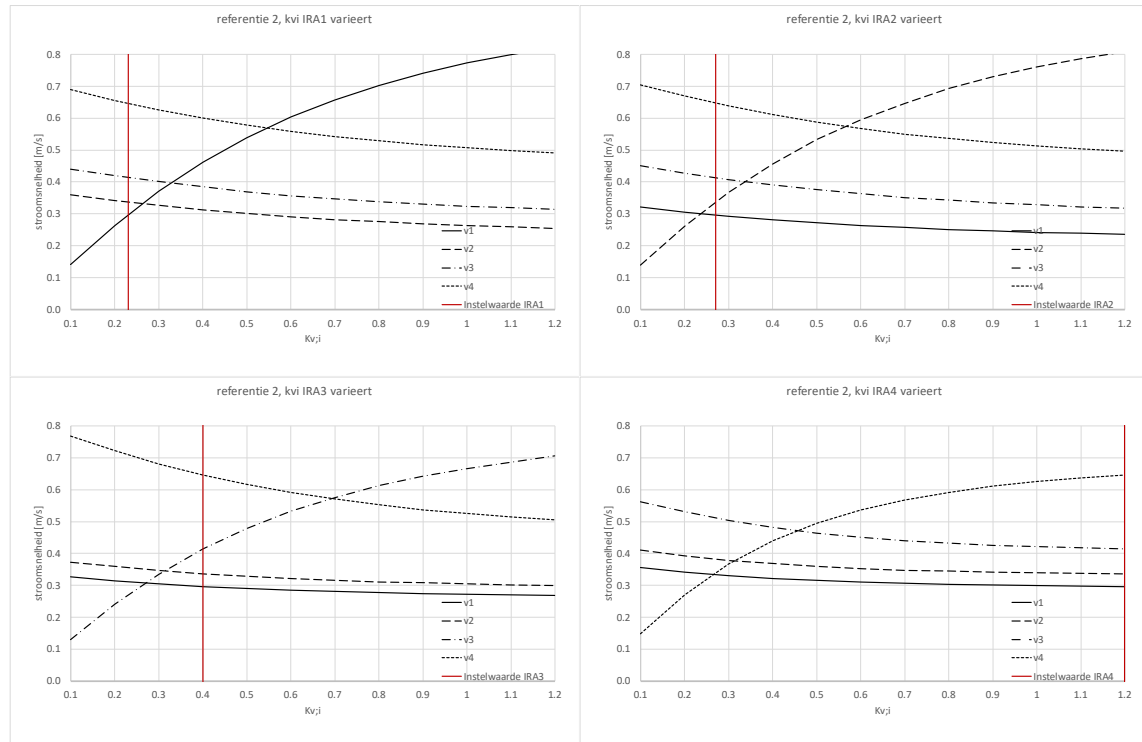 referentie 2, kvi IRA1 varieert
stroomsnelheid [m/s]
0.8
0.7
0.6
0.5
0.4
0.3
0.2
0.1
0.0
0.1 0.2 0.3 0.4 0.5 0.6 0.7 0.8 0.9 1 1.1 1.2
Kv;i
v1
v2
v3
v4
Instelwaarde IRA1
referentie 2, kvi IRA2 varieert
stroomsnelheid [m/s]
0.8
0.7
0.6
0.5
0.4
0.3
0.2
0.1
0.0
0.1 0.2 0.3 0.4 0.5 0.6 0.7 0.8 0.9 1 1.1 1.2
Kv;i
v1
v2
v3
v4
Instelwaarde IRA2
referentie 2, kvi IRA3 varieert
stroomsnelheid [m/s]
0.8
0.7
0.6
0.5
0.4
0.3
0.2
0.1
0.0
0.1 0.2 0.3 0.4 0.5 0.6 0.7 0.8 0.9 1 1.1 1.2
Kv;i
v1
v2
v3
v4
Instelwaarde IRA3
referentie 2, kvi IRA4 varieert
stroomsnelheid [m/s]
0.8
0.7
0.6
0.5
0.4
0.3
0.2
0.1
0.0
0.1 0.2 0.3 0.4 0.5 0.6 0.7 0.8 0.9 1 1.1 1.2
Kv;i
v1
v2
v3
v4
Instelwaarde IRA4